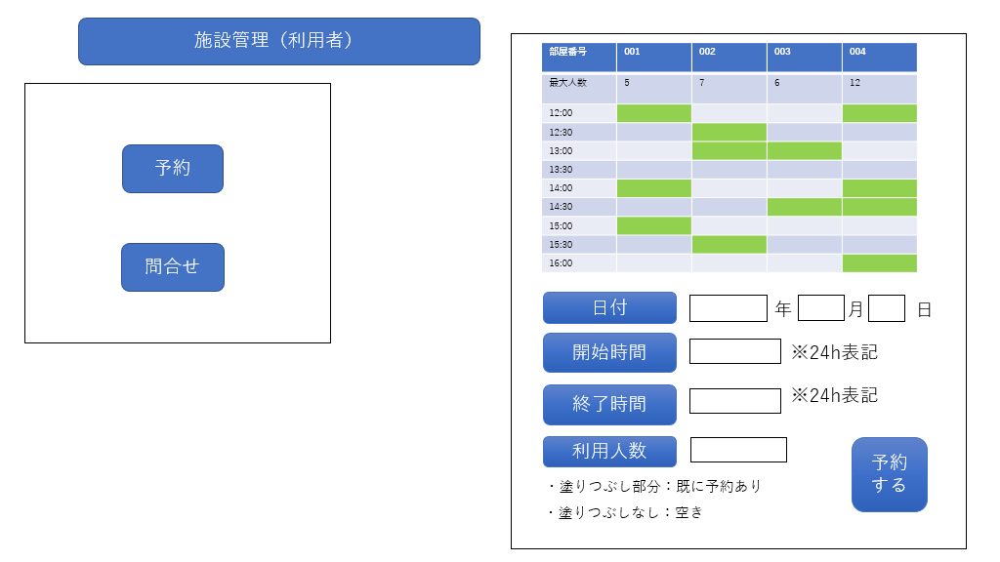 施設管理（利用者）
予約
問合せ
部屋番号 001 002 003 004
最大人数 5 7 6 12
12:00
12:30
13:00
13:30
14:00
14:30
15:00
15:30
16:00
日付 年 月 日
開始時間 ※24h表記
終了時間 ※24h表記
利用人数
予約
する
・塗りつぶし部分：既に予約あり
・塗りつぶしなし：空き